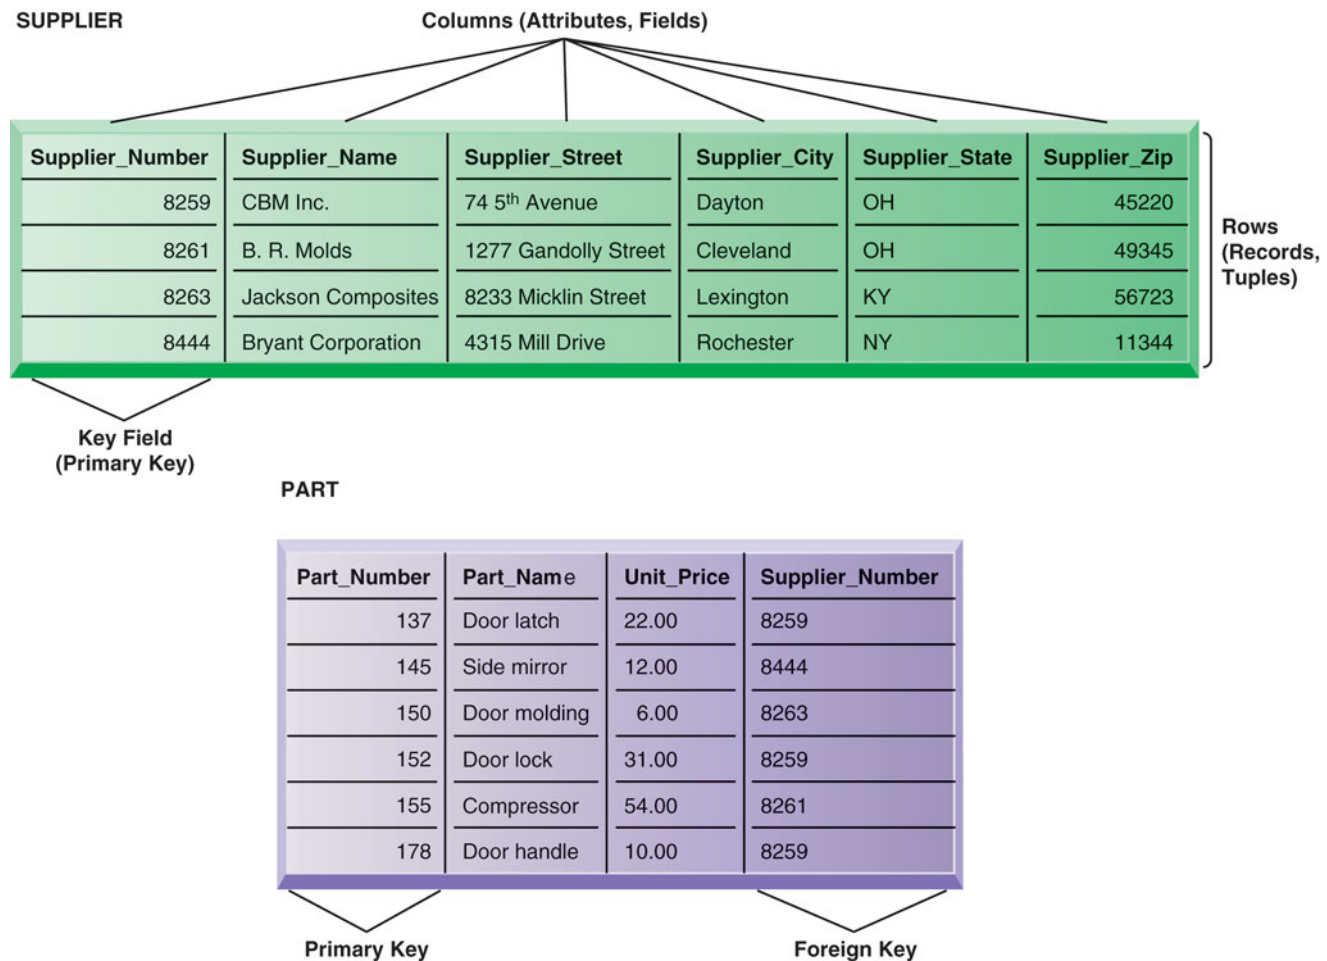 SUPPLIER
Columns (Attributes, Fields)
Supplier_Number Supplier_Name Supplier_Street Supplier_City Supplier_State Supplier_Zip
8259 CBM Inc. 74 5th Avenue Dayton OH 45220
8261 B. R. Molds 1277 Gandolly Street Cleveland OH 49345
8263 Jackson Composites 8233 Micklin Street Lexington KY 56723
8444 Bryant Corporation 4315 Mill Drive Rochester NY 11344
Rows
(Records,
Tuples)
Key Field
(Primary Key)
PART
Part_Number Part_Name Unit_Price Supplier_Number
137 Door latch 22.00 8259
145 Side mirror 12.00 8444
150 Door molding 6.00 8263
152 Door lock 31.00 8259
155 Compressor 54.00 8261
178 Door handle 10.00 8259
Primary Key
Foreign Key